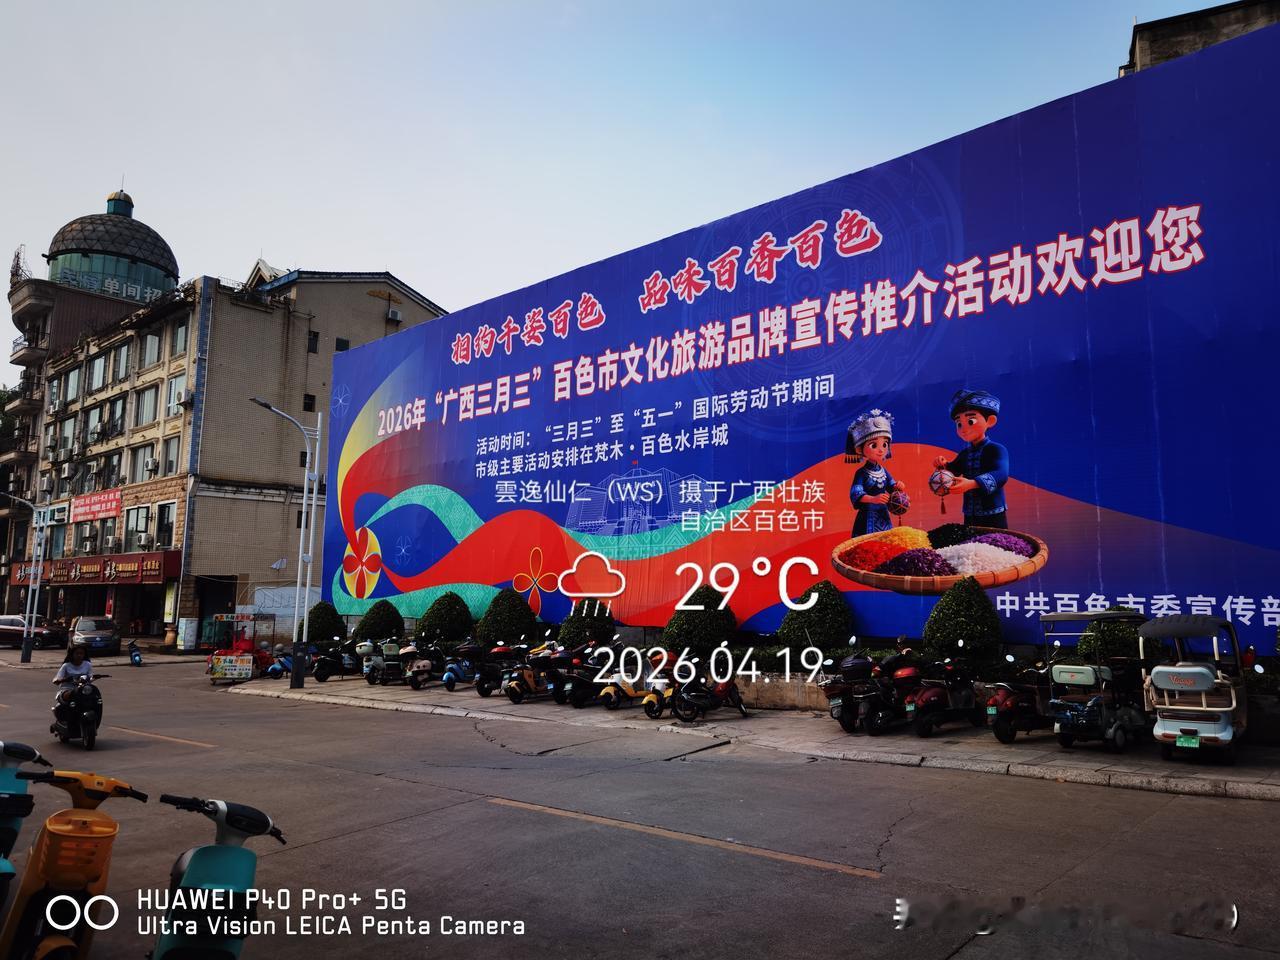 相约千姿百色 品味百香百色
2026年“广西三月三”百色市文化旅游品牌宣传推介活动欢迎您
活动时间：“三月三”至“五一”国际劳动节期间
市级主要活动安排在梵木·百色水岸城
中共百色市委宣传部
雲逸仙仁（WS）摄于广西壮族
自治区百色市
29°C
2026.04.19
HUAWEI P40 Pro+ 5G
Ultra Vision LEICA Penta Camera